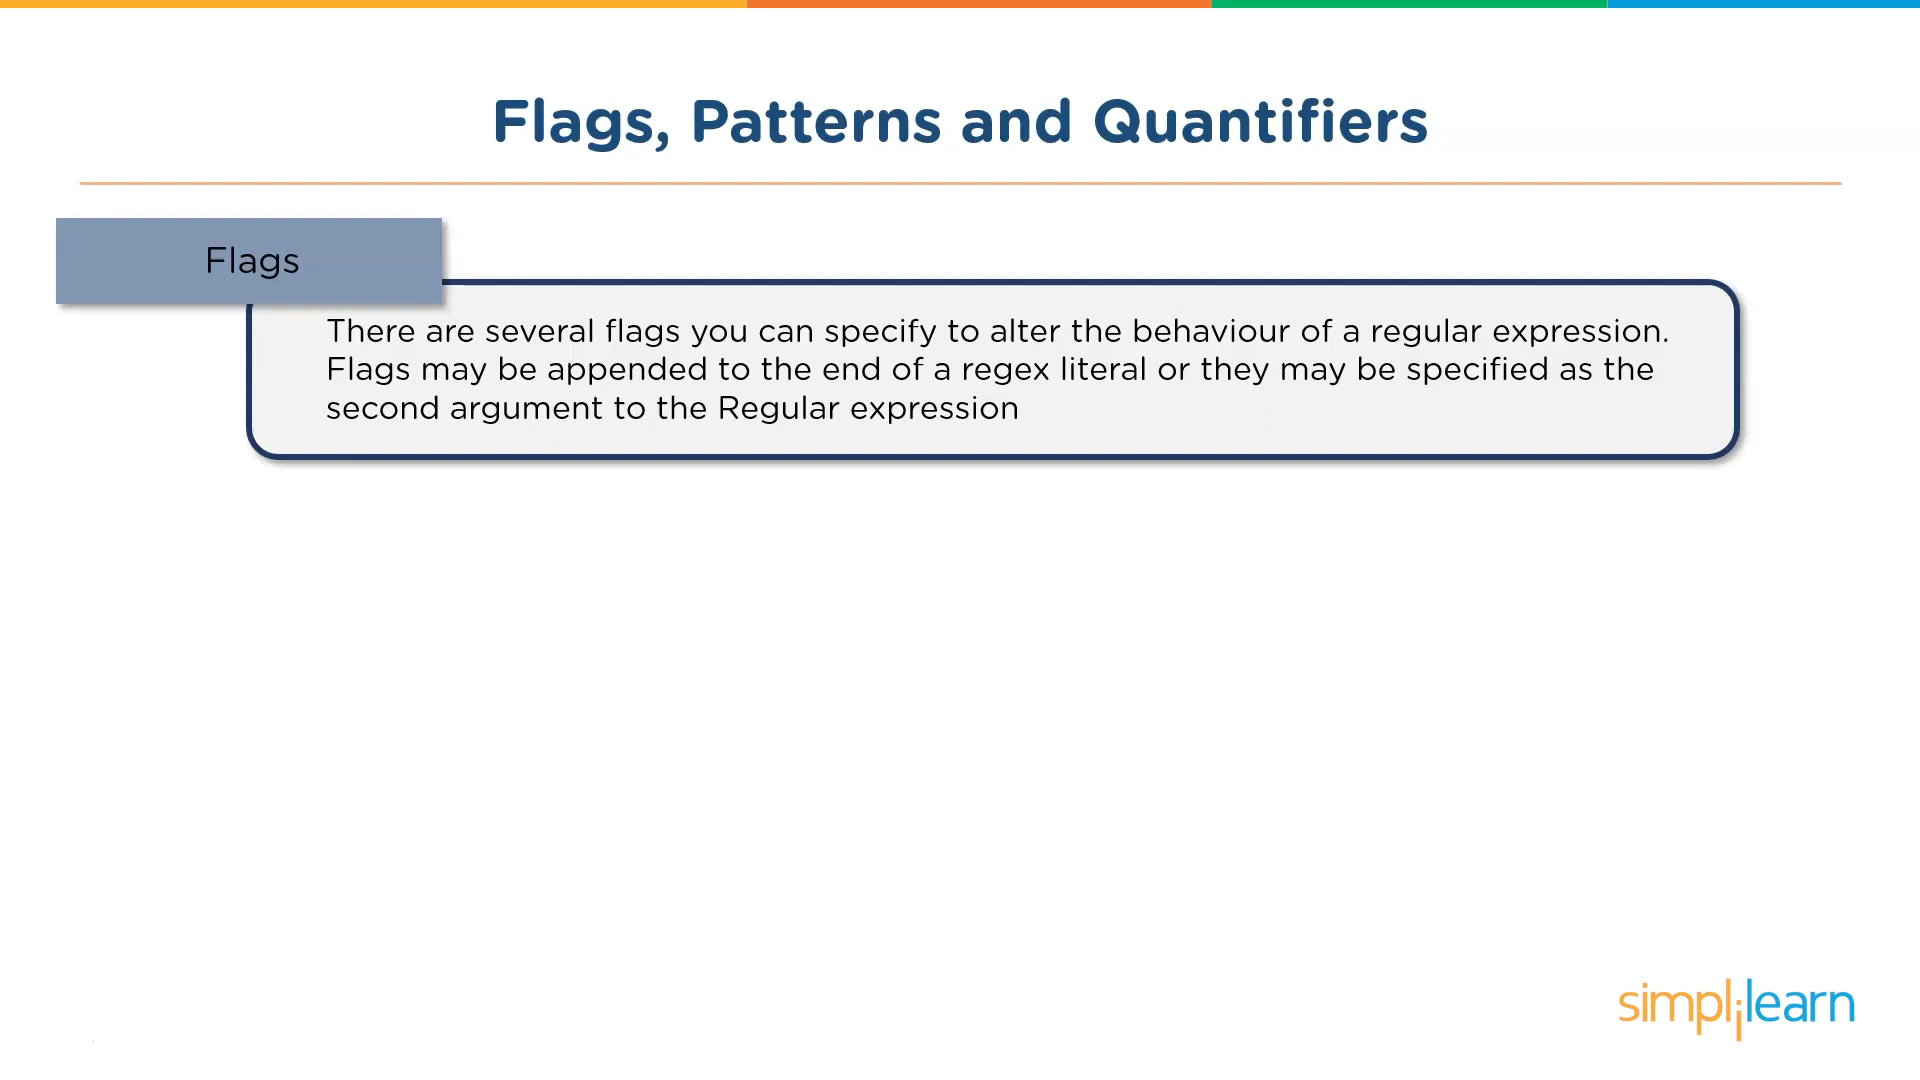 Flags, Patterns and Quantifiers
Flags
There are several flags you can specify to alter the behaviour of a regular expression.
Flags may be appended to the end of a regex literal or they may be specified as the
second argument to the Regular expression
simplilearn